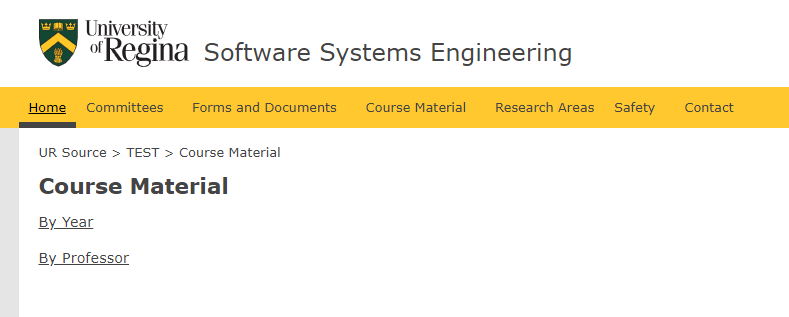 University
of Regina
Software Systems Engineering
Home Committees Forms and Documents Course Material Research Areas Safety Contact
UR Source > TEST > Course Material
Course Material
By Year
By Professor